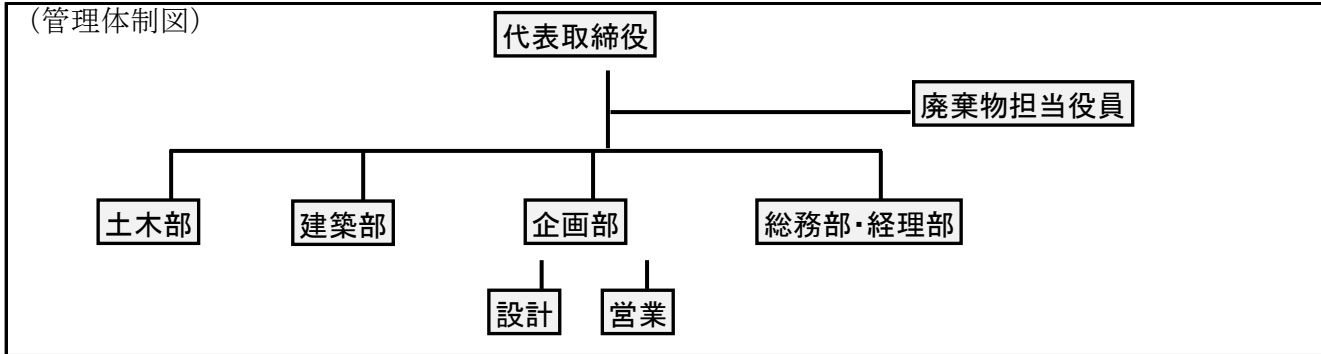 （管理体制図）
代表取締役
廃棄物担当役員
土木部
建築部
企画部
総務部・経理部
設計
営業